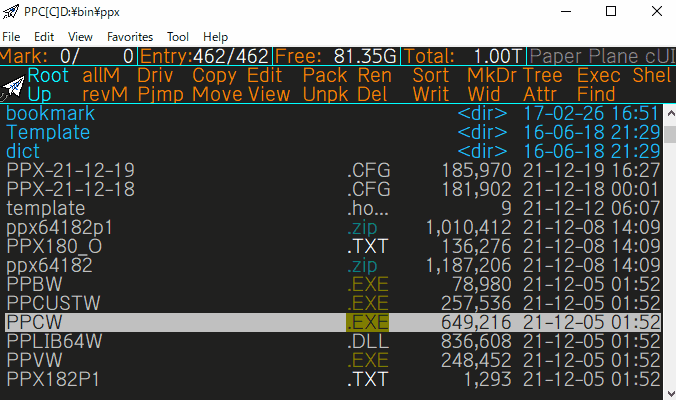 PPC[C]D:¥bin¥ppx
File Edit View Favorites Tool Help
Mark: 0/ 0 Entry:462/462 Free: 81.35G Total: 1.00T Paper Plane cUI
Root allM Driv Copy Edit Pack Ren Sort MkDr Tree Exec Shel
Up revM Pjmp Move View Unpk Del Writ Wid Attr Find
bookmark <dir> 17-02-26 16:51
Template <dir> 16-06-18 21:29
dict <dir> 16-06-18 21:29
PPX-21-12-19 .CFG 185,970 21-12-19 16:27
PPX-21-12-18 .CFG 181,902 21-12-18 00:01
template .ho... 9 21-12-12 06:07
ppx64182p1 .zip 1,010,412 21-12-08 14:09
PPX180_O .TXT 136,276 21-12-08 14:09
ppx64182 .zip 1,187,206 21-12-08 14:09
PPBW .EXE 78,980 21-12-05 01:52
PPCUSTW .EXE 257,536 21-12-05 01:52
PPCW .EXE 649,216 21-12-05 01:52
PPLIB64W .DLL 836,608 21-12-05 01:52
PPVW .EXE 248,452 21-12-05 01:52
PPX182P1 .TXT 1,293 21-12-05 01:52